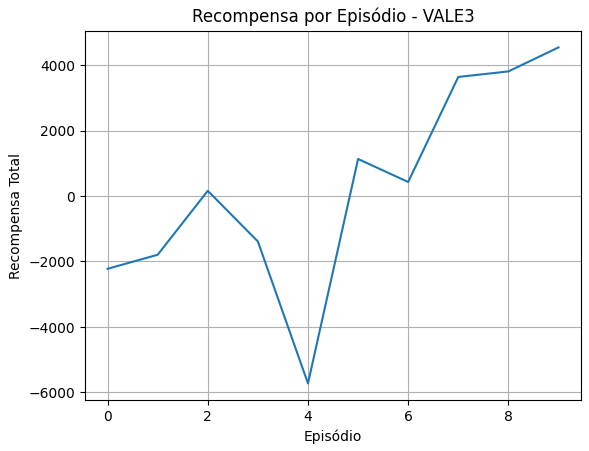 Recompensa por Episódio - VALE3
Recompensa Total
4000
2000
0
−2000
−4000
−6000
0 2 4 6 8
Episódio